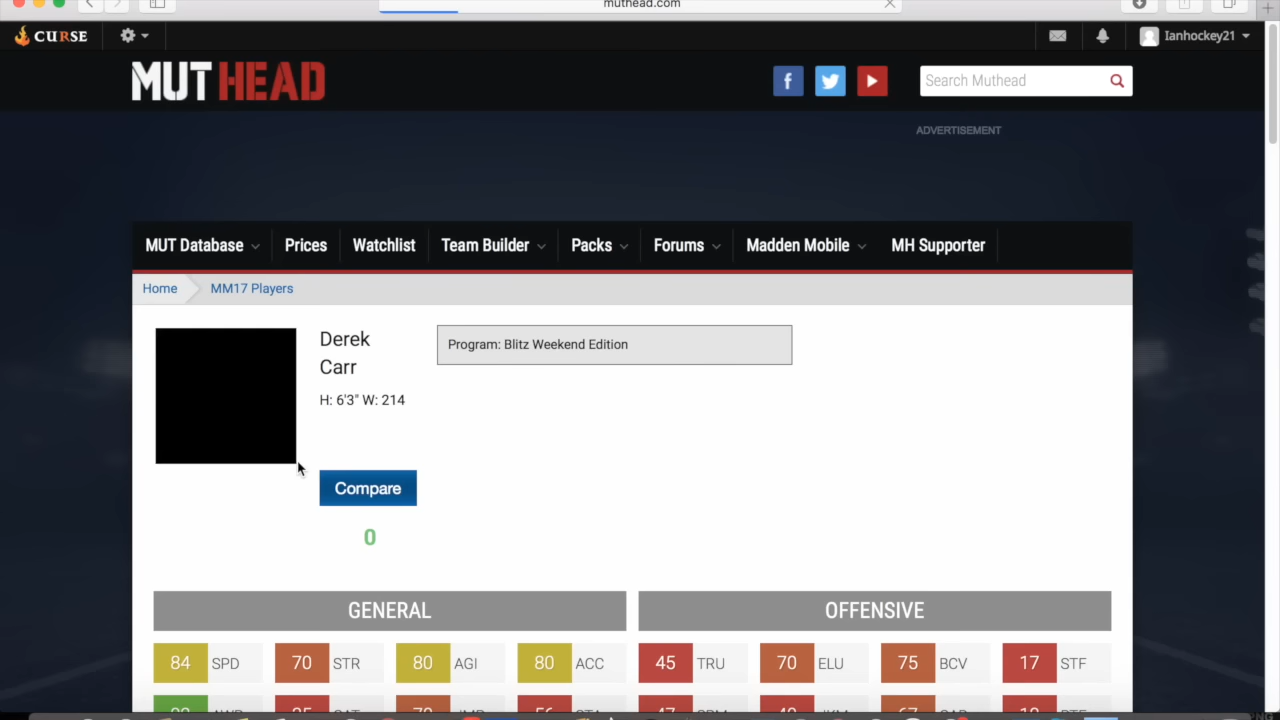 muthead.com
CURSE
Ianhockey21
MUT HEAD
Search Muthead
ADVERTISEMENT
MUT Database Prices Watchlist Team Builder Packs Forums Madden Mobile MH Supporter
Home MM17 Players
Derek
Carr
Program: Blitz Weekend Edition
H: 6'3" W: 214
Compare
0
GENERAL OFFENSIVE
84 SPD 70 STR 80 AGI 80 ACC 45 TRU 70 ELU 75 BCV 17 STF